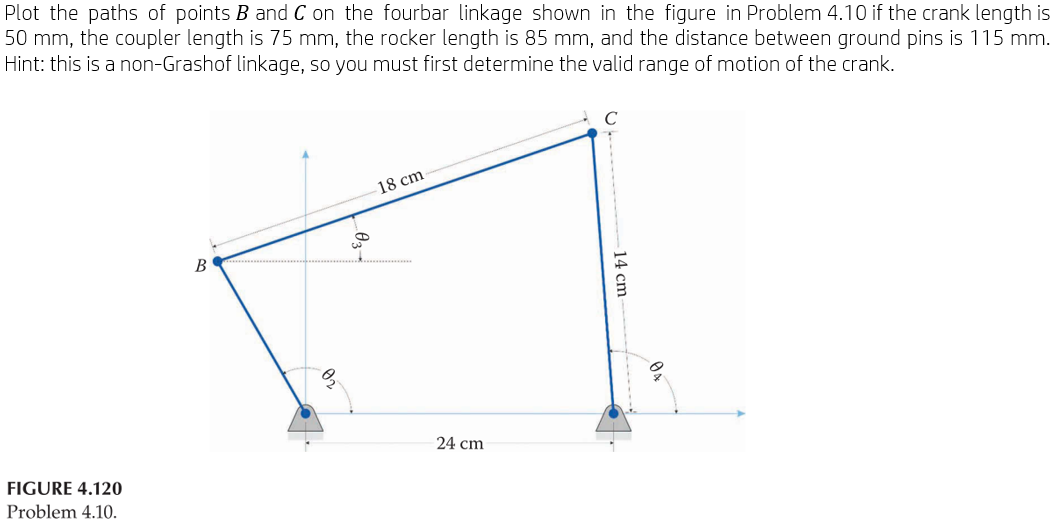 Plot the paths of points B and C on the fourbar linkage shown in the figure in Problem 4.10 if the crank length is
50 mm, the coupler length is 75 mm, the rocker length is 85 mm, and the distance between ground pins is 115 mm.
Hint: this is a non-Grashof linkage, so you must first determine the valid range of motion of the crank.
C
18 cm
θ3
B
14 cm
θ2
θ4
24 cm
FIGURE 4.120
Problem 4.10.